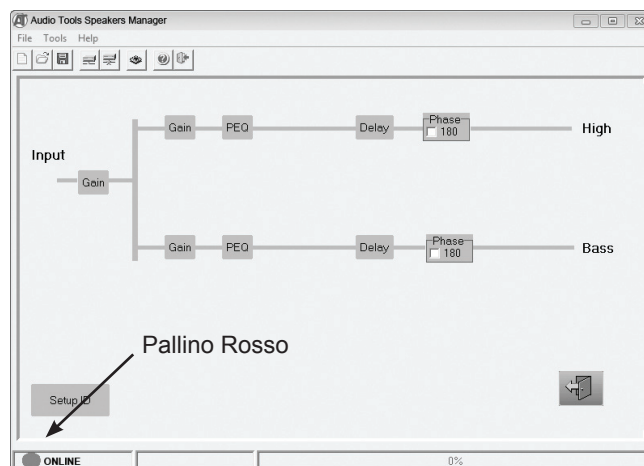 Audio Tools Speakers Manager
File Tools Help
Gain PEQ Delay Phase 180 High
Input
Gain
Gain PEQ Delay Phase 180 Bass
Pallino Rosso
Setup ID
ONLINE 0%